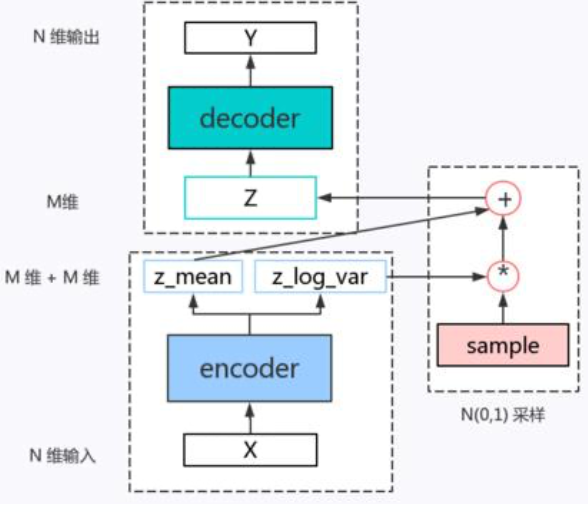 N 维输出
Y
decoder
M维
Z
+
M 维 + M 维
z_mean
z_log_var
*
encoder
sample
N(0,1) 采样
N 维输入
X